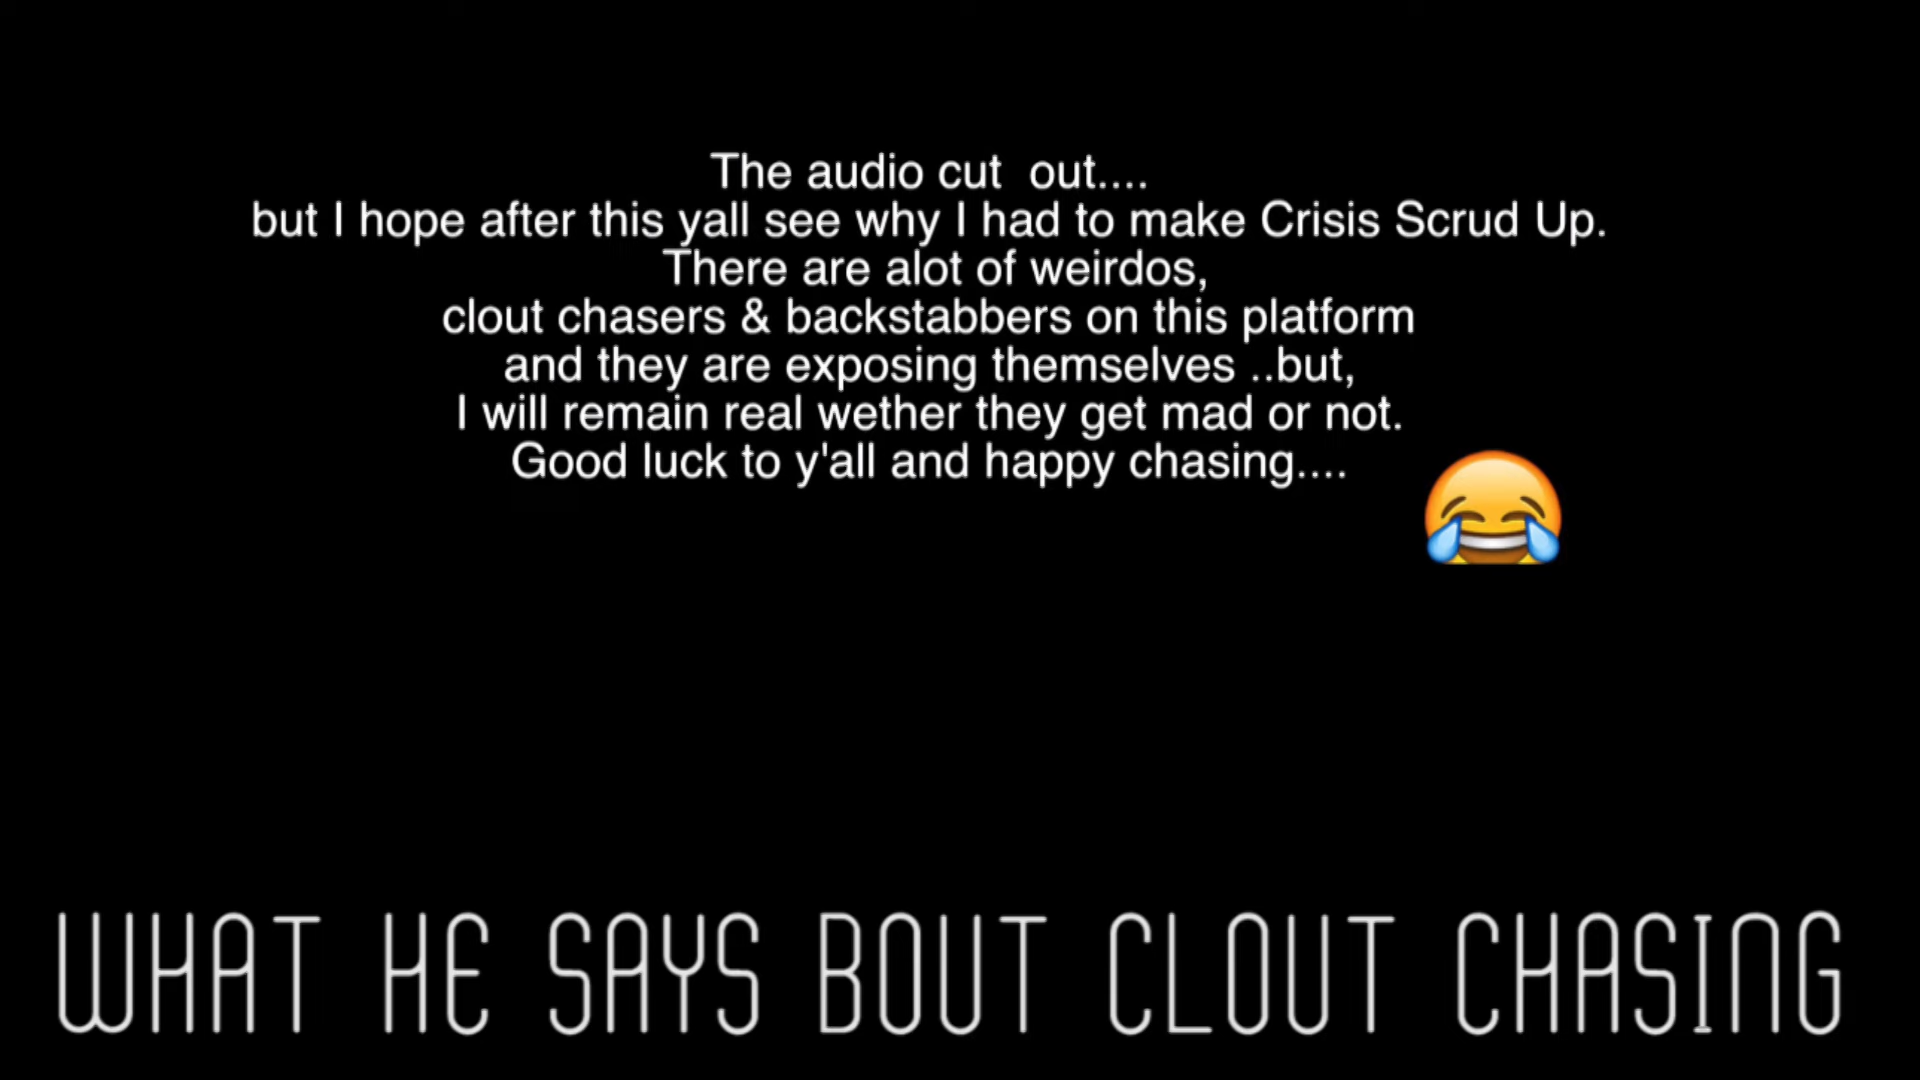 The audio cut  out....
but I hope after this yall see why I had to make Crisis Scrud Up.
There are alot of weirdos,
clout chasers & backstabbers on this platform
and they are exposing themselves ..but,
I will remain real wether they get mad or not.
Good luck to y'all and happy chasing....
😂
WHAT HE SAYS BOUT CLOUT CHASING